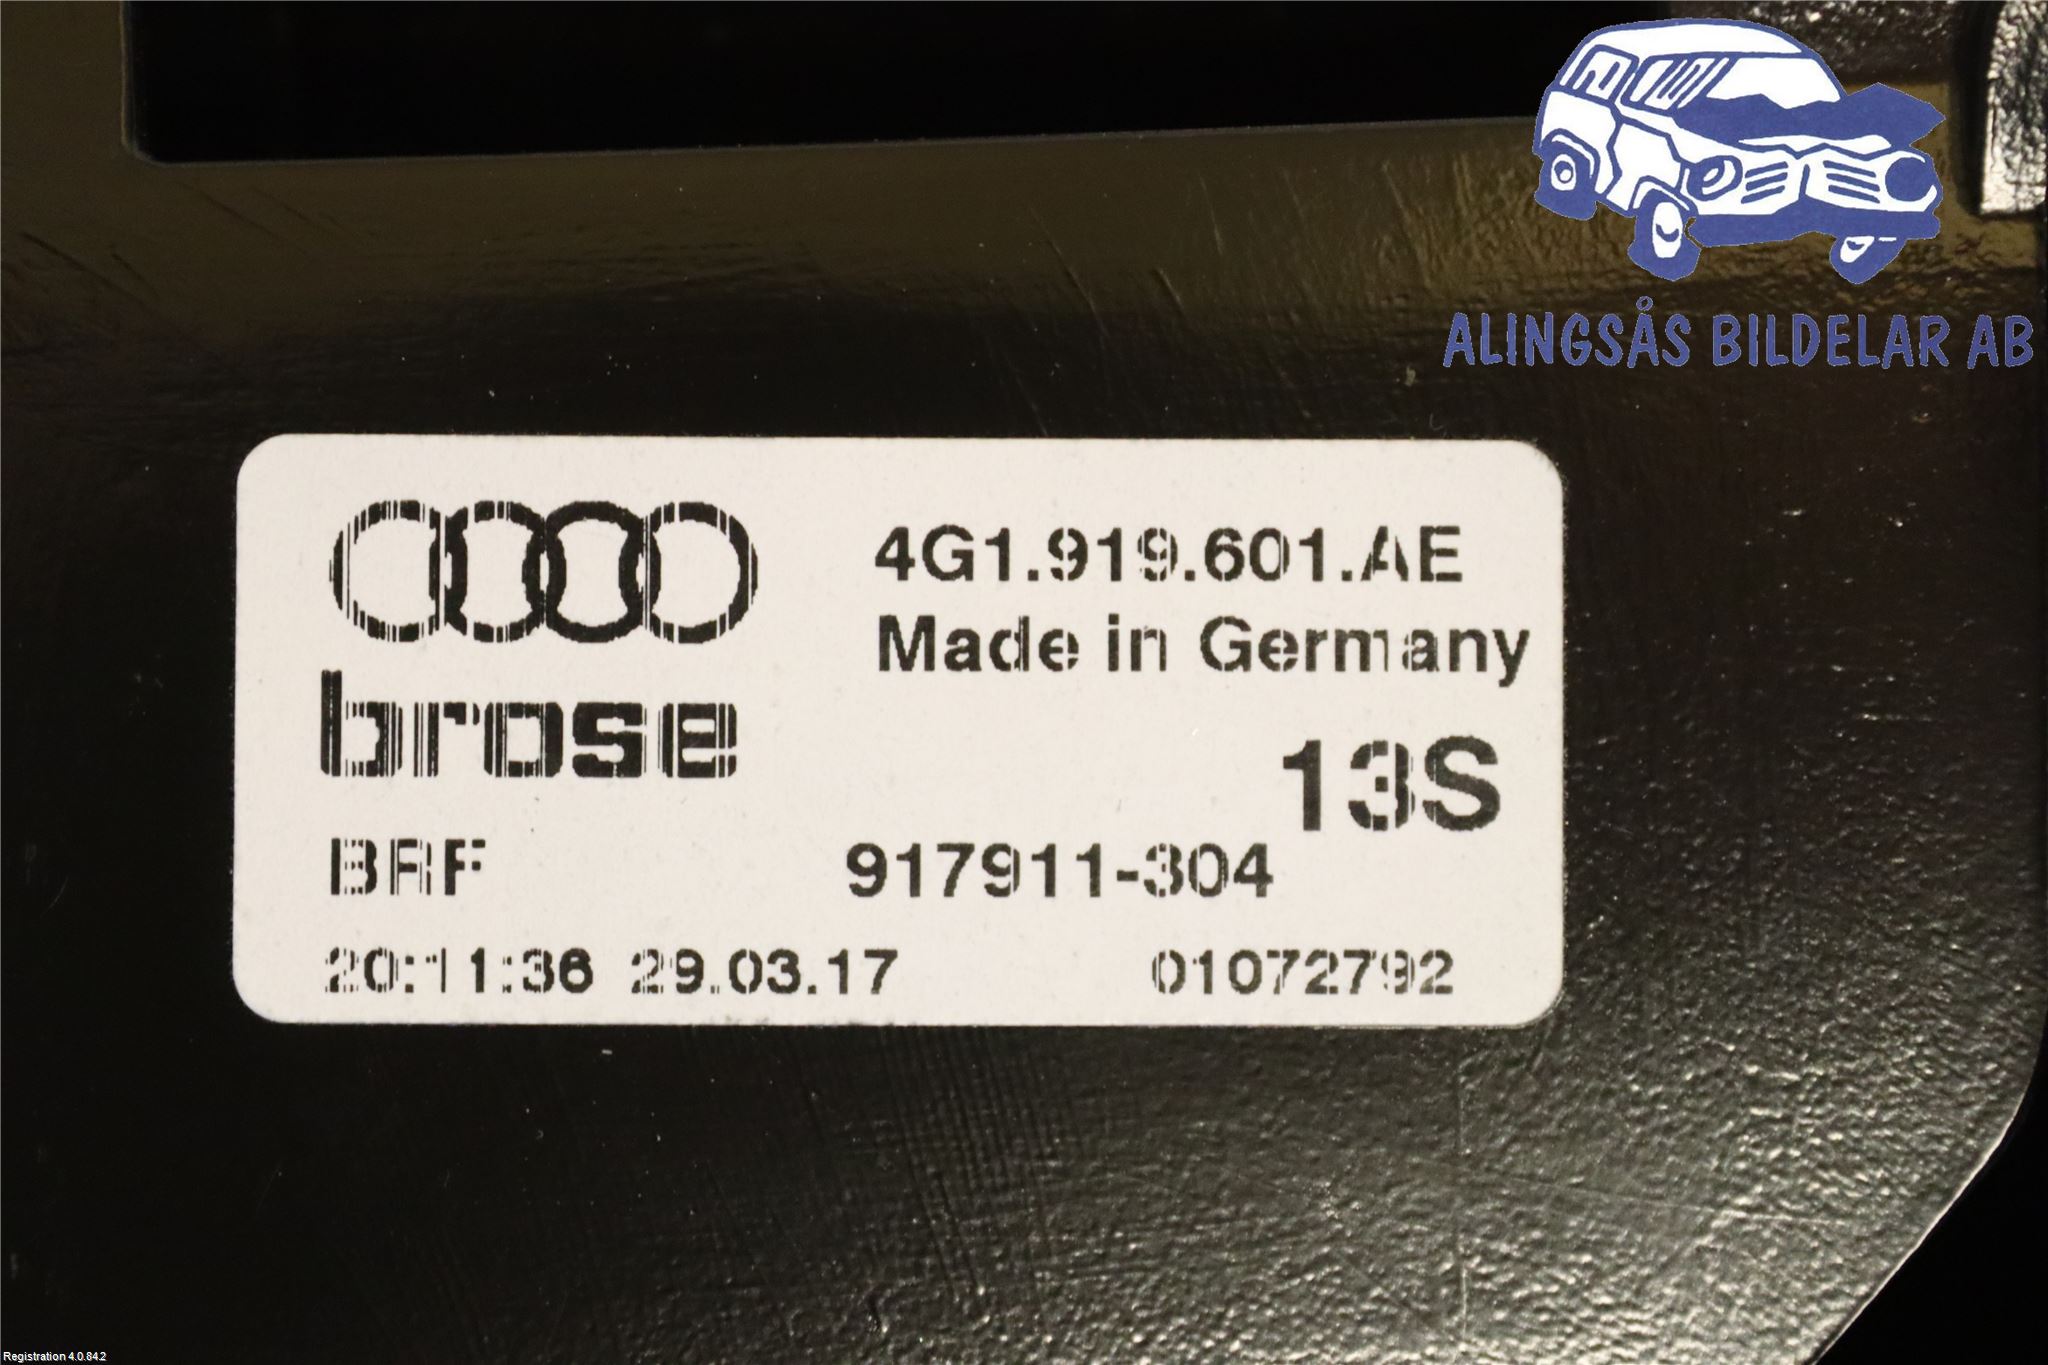 ALINGSÅS BILDELAR AB
4G1.919.601.AE
Made in Germany
brose
13S
BRF
917911-304
20:11:36 29.03.17
01072792
Registration 4.0.84.2